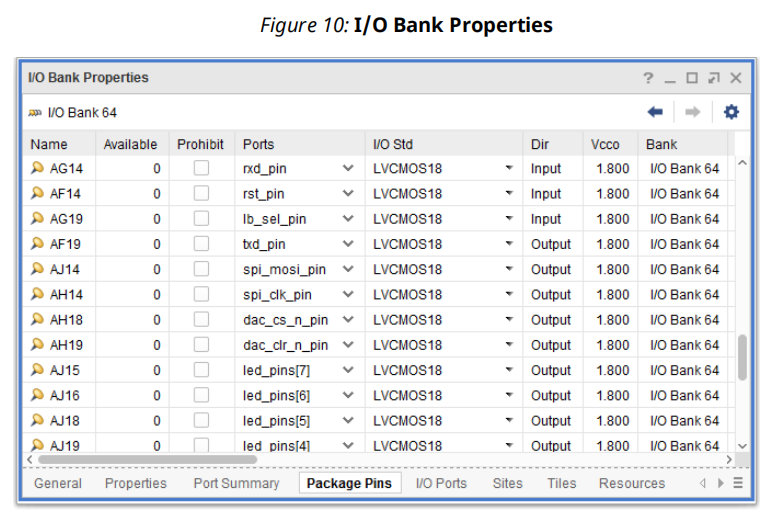 Figure 10: I/O Bank Properties
I/O Bank Properties
I/O Bank 64
Name Available Prohibit Ports I/O Std Dir Vcco Bank
AG14 0 rxd_pin LVCMOS18 Input 1.800 I/O Bank 64
AF14 0 rst_pin LVCMOS18 Input 1.800 I/O Bank 64
AG19 0 lb_sel_pin LVCMOS18 Input 1.800 I/O Bank 64
AF19 0 txd_pin LVCMOS18 Output 1.800 I/O Bank 64
AJ14 0 spi_mosi_pin LVCMOS18 Output 1.800 I/O Bank 64
AH14 0 spi_clk_pin LVCMOS18 Output 1.800 I/O Bank 64
AH18 0 dac_cs_n_pin LVCMOS18 Output 1.800 I/O Bank 64
AH19 0 dac_clr_n_pin LVCMOS18 Output 1.800 I/O Bank 64
AJ15 0 led_pins[7] LVCMOS18 Output 1.800 I/O Bank 64
AJ16 0 led_pins[6] LVCMOS18 Output 1.800 I/O Bank 64
AJ18 0 led_pins[5] LVCMOS18 Output 1.800 I/O Bank 64
AJ19 0 led_pins[4] LVCMOS18 Output 1.800 I/O Bank 64
General Properties Port Summary Package Pins I/O Ports Sites Tiles Resources